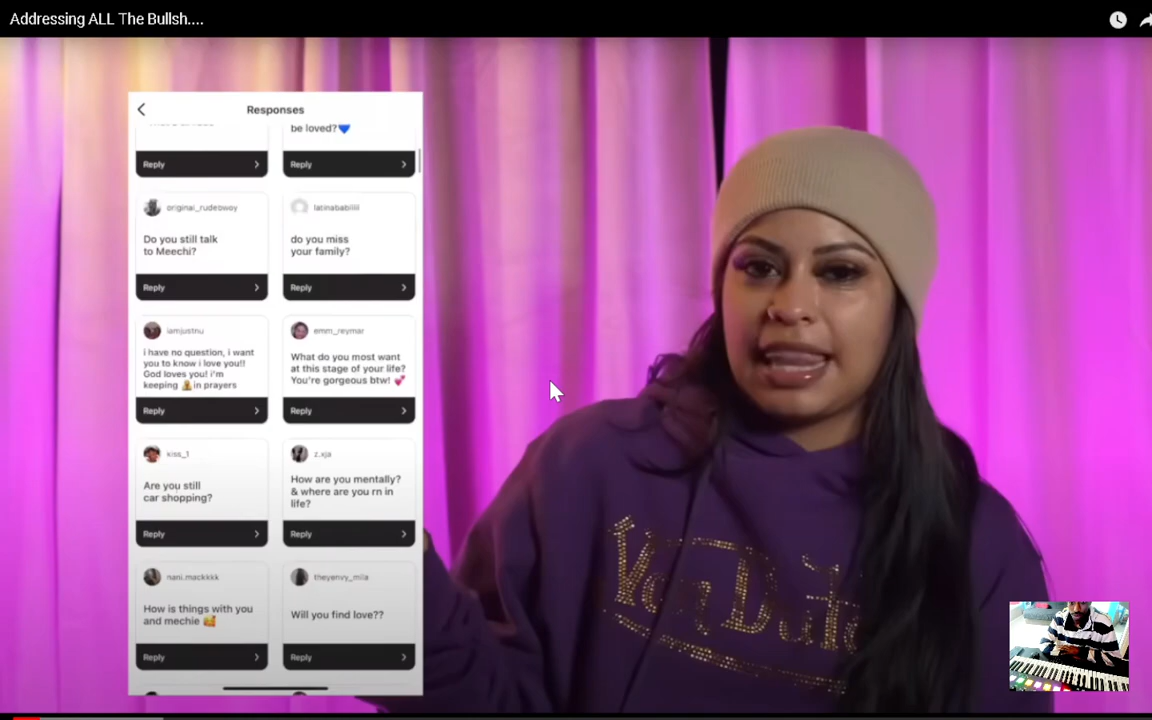 Addressing ALL The Bullsh....
Responses
be loved?💙
Reply
Reply
original_rudebwoy
Do you still talk
to Meechi?
Reply
latinababiiii
do you miss
your family?
Reply
iamjustnu
i have no question, i want
you to know i love you!!
God loves you! i'm
keeping 🧘in prayers
Reply
emm_reymar
What do you most want
at this stage of your life?
You're gorgeous btw! 💕
Reply
kiss_1
Are you still
car shopping?
Reply
z.xja
How are you mentally?
& where are you rn in
life?
Reply
nani.mackkkk
How is things with you
and mechie 🥰
Reply
theyenvy_mila
Will you find love??
Reply
Von Dutc